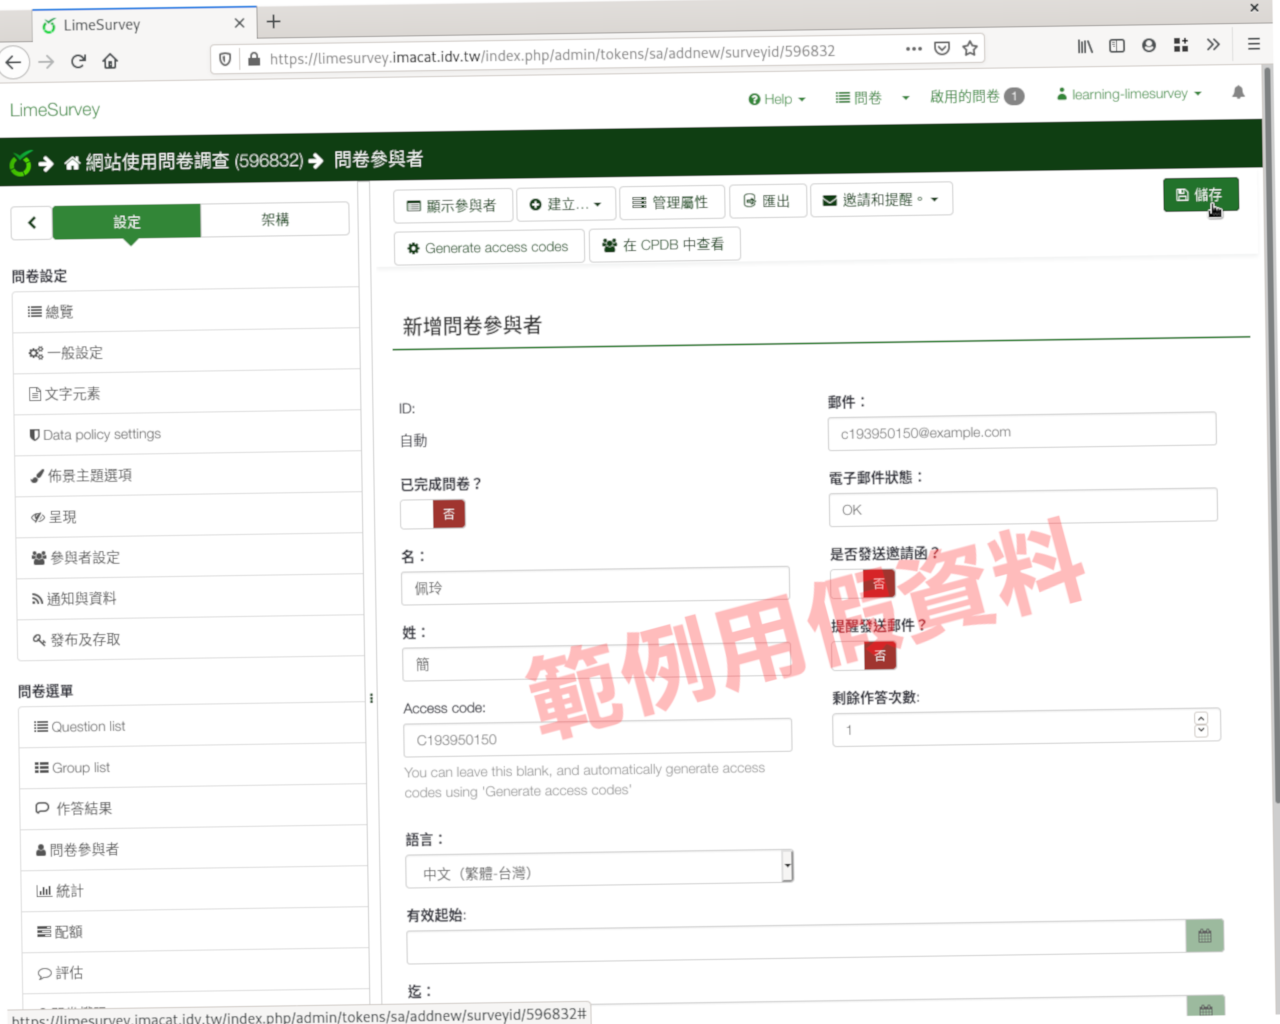 LimeSurvey
https://limesurvey.imacat.idv.tw/index.php/admin/tokens/sa/addnew/surveyid/596832
LimeSurvey
Help
問卷
啟用的問卷 1
learning-limesurvey
網站使用問卷調查 (596832)
問卷參與者
設定
架構
顯示參與者
建立...
管理屬性
匯出
邀請和提醒。
儲存
Generate access codes
在 CPDB 中查看
問卷設定
總覽
一般設定
文字元素
Data policy settings
佈景主題選項
呈現
參與者設定
通知與資料
發布及存取
問卷選單
Question list
Group list
作答結果
問卷參與者
統計
配額
評估
新增問卷參與者
ID:
自動
已完成問卷？
否
名：
佩玲
姓：
簡
Access code:
C193950150
You can leave this blank, and automatically generate access
codes using 'Generate access codes'
語言：
中文（繁體-台灣）
有效起始:
迄：
郵件：
c193950150@example.com
電子郵件狀態：
OK
是否發送邀請函？
否
提醒發送郵件？
否
剩餘作答次數:
1
範例用假資料
https://limesurvey.imacat.idv.tw/index.php/admin/tokens/sa/addnew/surveyid/596832#